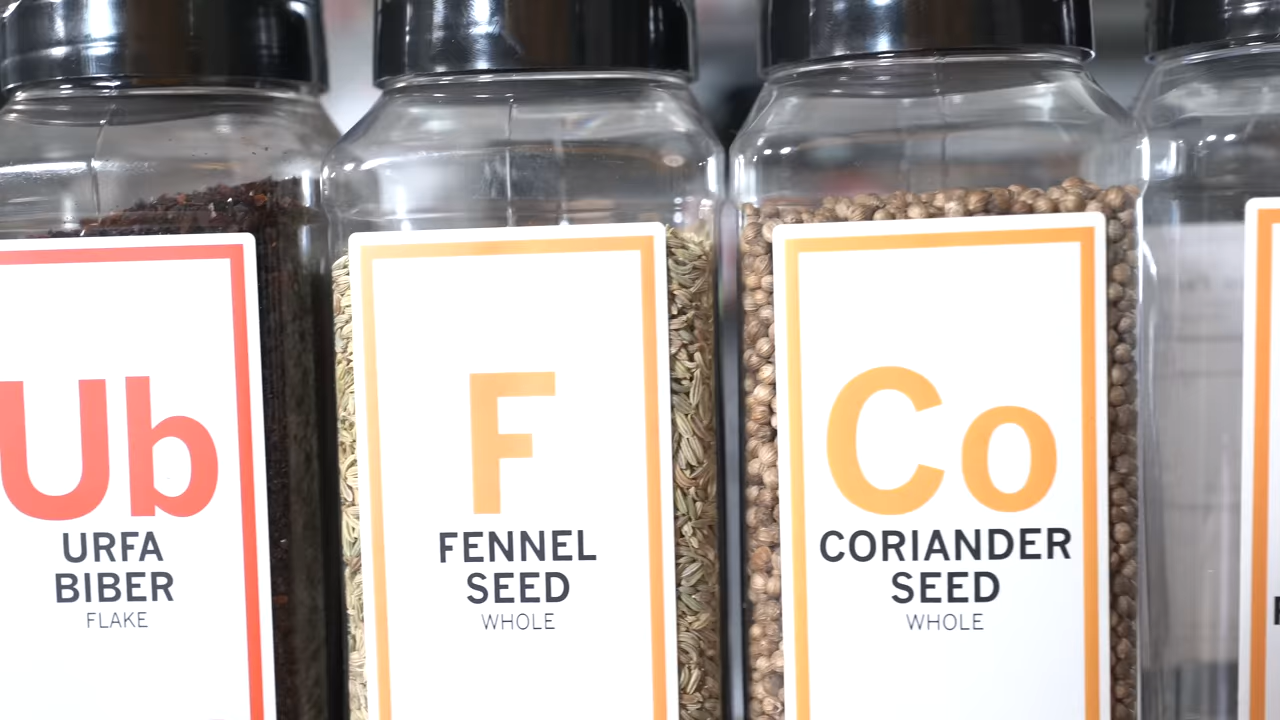 Ub
URFA
BIBER
FLAKE
F
FENNEL
SEED
WHOLE
Co
CORIANDER
SEED
WHOLE